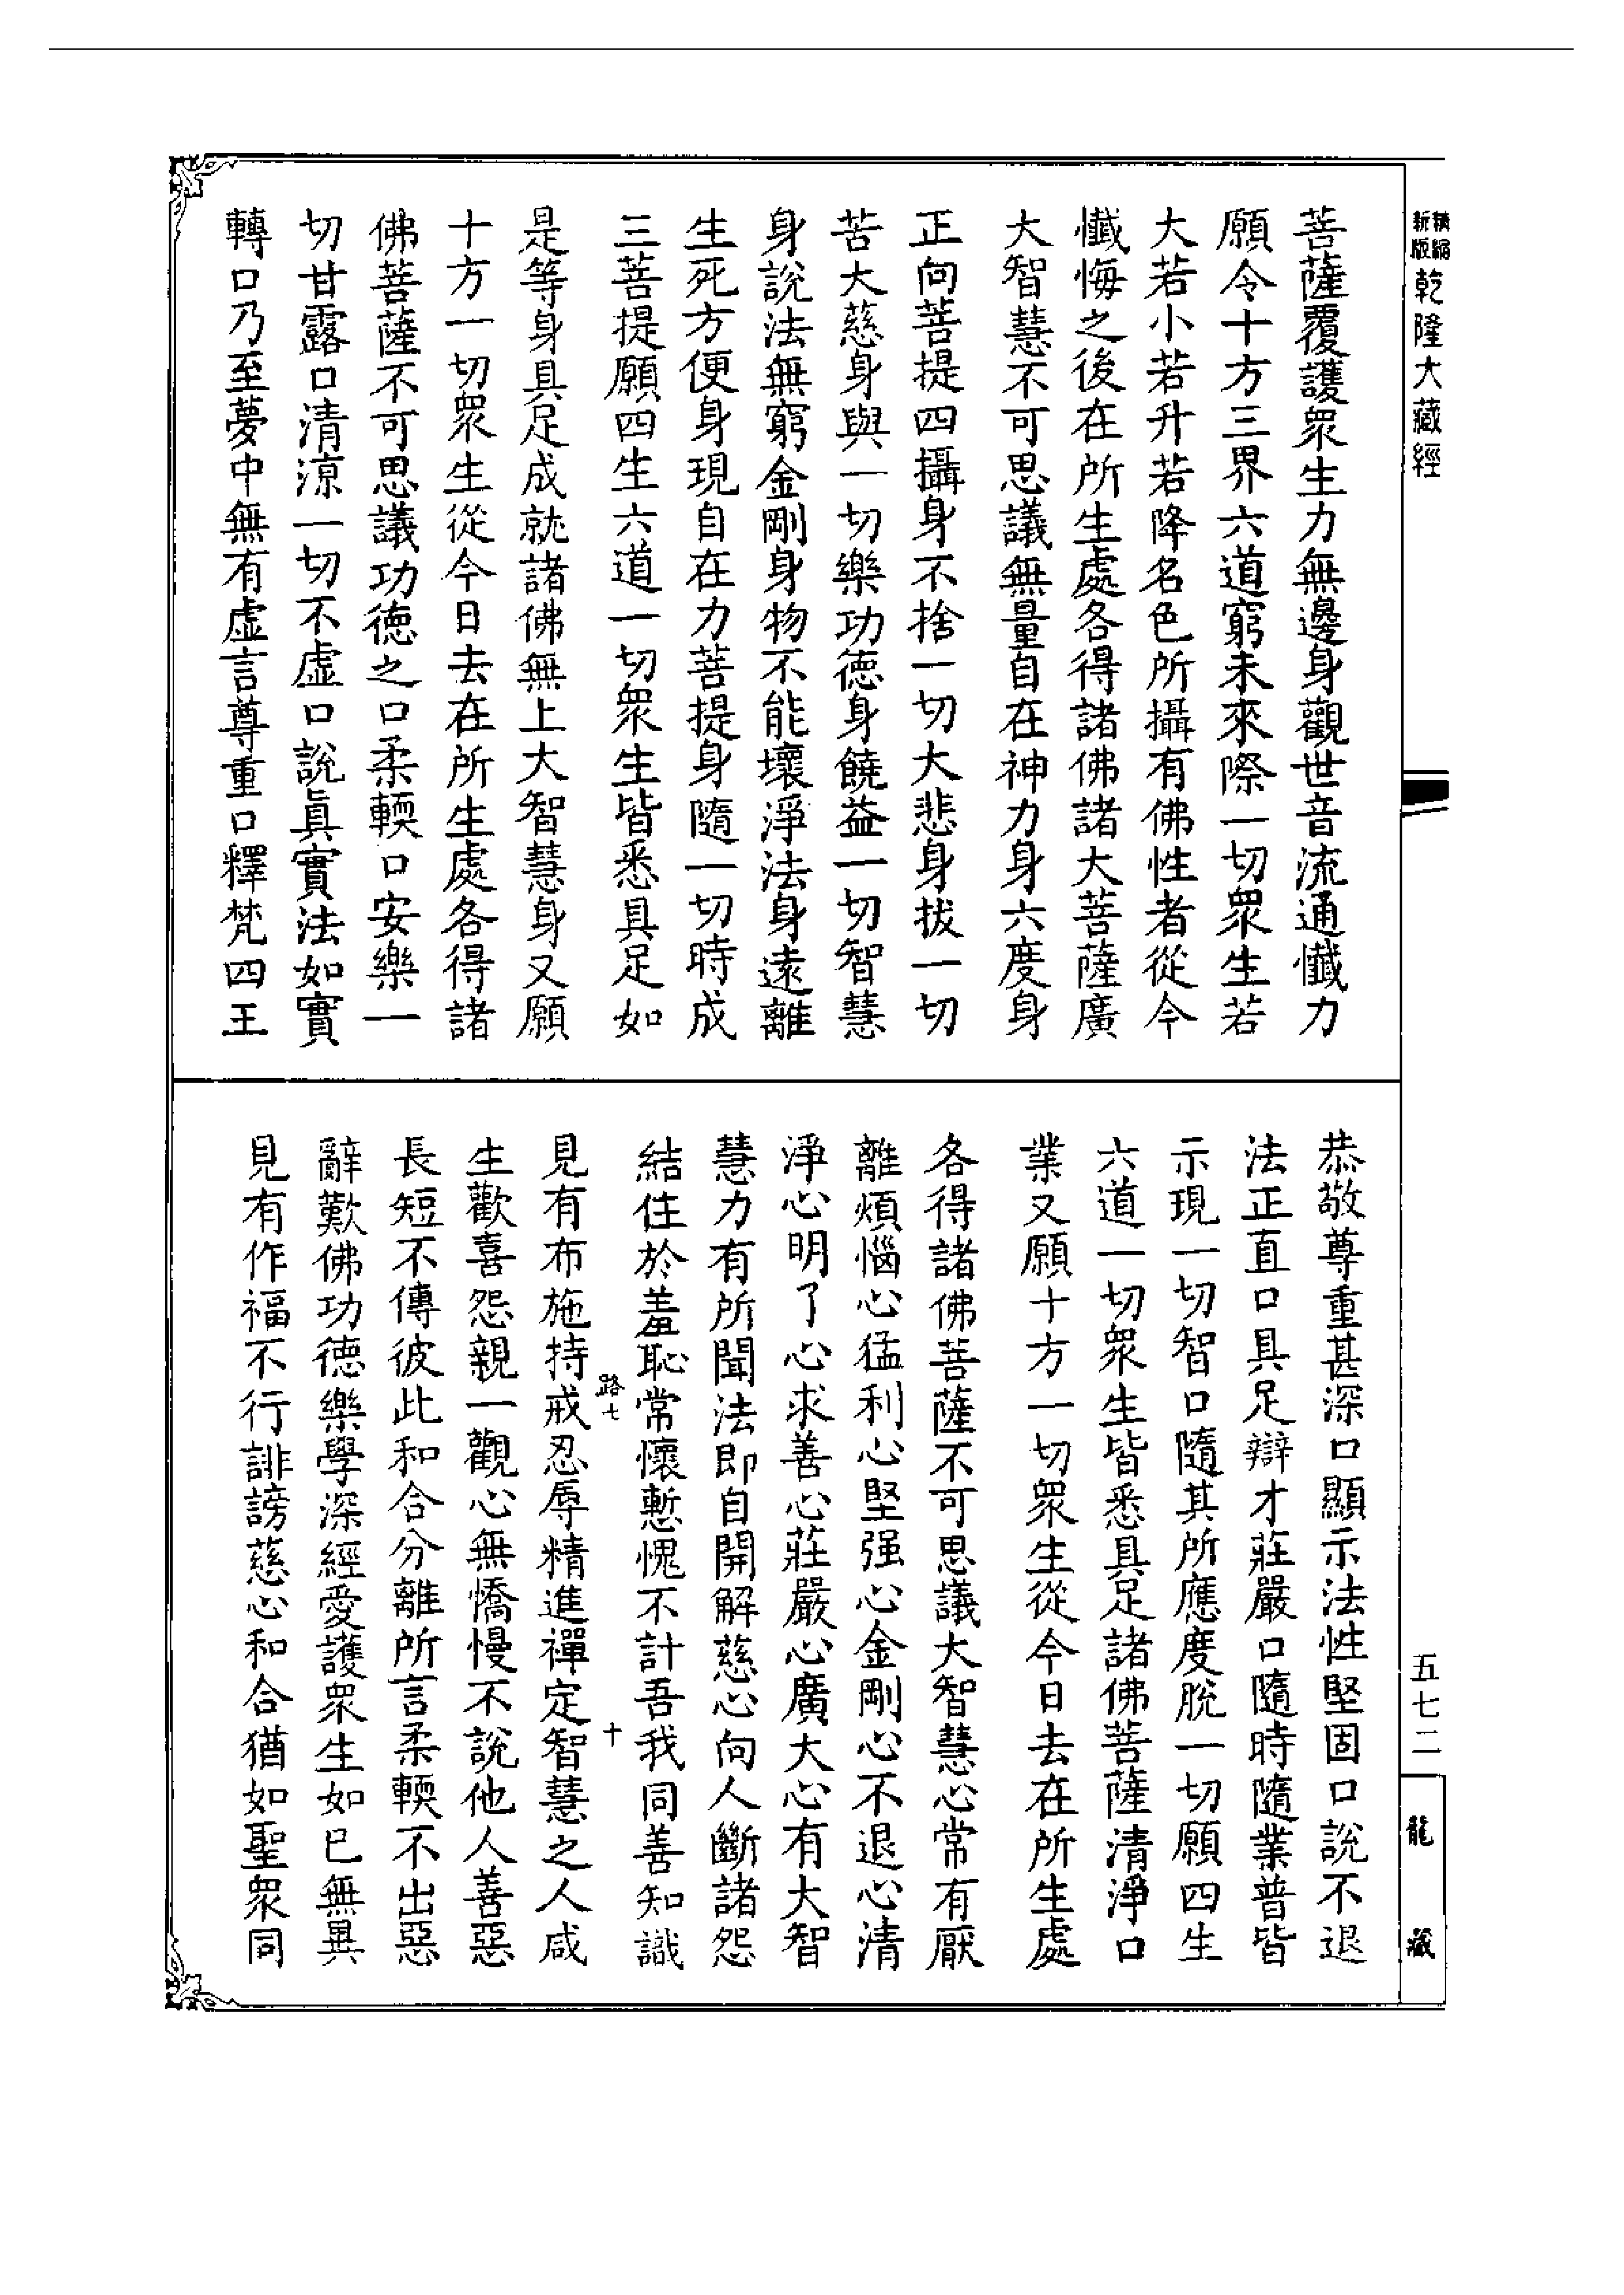 精縮
新版
乾隆大藏經
菩薩覆護衆生力無邊身觀世音流通懺力
願令十方三界六道窮未來際一切衆生若
大若小若升若降名色所攝有佛性者從今
懺悔之後在所生處各得諸佛諸大菩薩廣
大智慧不可思議無量自在神力身六度身
正向菩提四攝身不捨一切大悲身拔一切
苦大慈身與一切樂功德身饒益一切智慧
身說法無窮金剛身物不能壞淨法身遠離
生死方便身現自在力菩提身隨一切時成
三菩提願四生六道一切衆生皆悉具足如
是等身具足成就諸佛無上大智慧身又願
十方一切衆生從今日去在所生處各得諸
佛菩薩不可思議功德之口柔輭口安樂一
切甘露口清涼一切不虛口說眞實法如實
轉口乃至夢中無有虛言尊重口釋梵四王
恭敬尊重甚深口顯示法性堅固口說不退
法正直口具足辯才莊嚴口隨時隨業普皆
示現一切智口隨其所應度脫一切願四生
六道一切衆生皆悉具足諸佛菩薩清淨口
業又願十方一切衆生從今日去在所生處
各得諸佛菩薩不可思議大智慧心常有厭
離煩惱心猛利心堅强心金剛心不退心清
淨心明了心求善心莊嚴心廣大心有大智
慧力有所聞法即自開解慈心向人斷諸怨
結住於羞恥常懷慙愧不計吾我同善知識
路七 十
見有布施持戒忍辱精進禪定智慧之人咸
生歡喜怨親一觀心無憍慢不說他人善惡
長短不傳彼此和合分離所言柔輭不出惡
辭歎佛功德樂學深經愛護衆生如已無異
見有作福不行誹謗慈心和合猶如聖衆同
五七二
龍藏